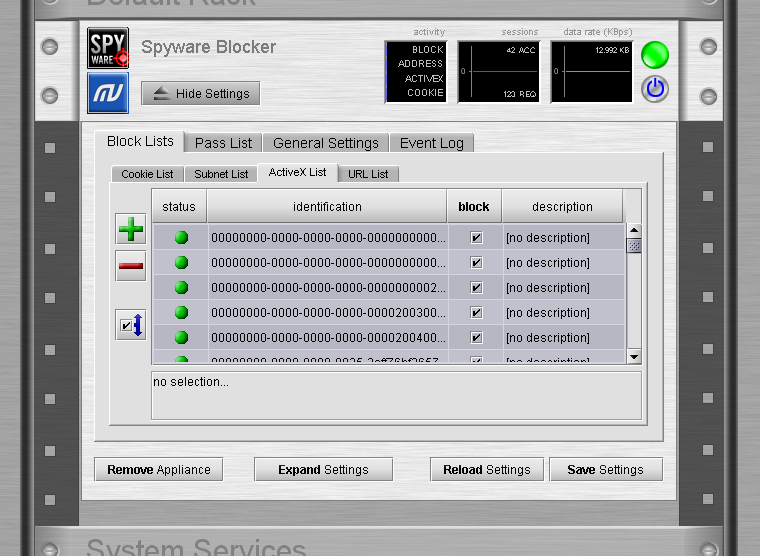 Default Rack
SPY
WARE
Spyware Blocker
Hide Settings
activity
BLOCK
ADDRESS
ACTIVEX
COOKIE
sessions
42 ACC
0
123 REQ
data rate (KBps)
12.992 KB
0
Block Lists
Pass List
General Settings
Event Log
Cookie List
Subnet List
ActiveX List
URL List
status identification block description
00000000-0000-0000-0000-0000000000... [no description]
00000000-0000-0000-0000-0000000000... [no description]
00000000-0000-0000-0000-0000000002... [no description]
00000000-0000-0000-0000-0000200300... [no description]
00000000-0000-0000-0000-0000200400... [no description]
[no description]
no selection...
Remove Appliance
Expand Settings
Reload Settings
Save Settings
System Services